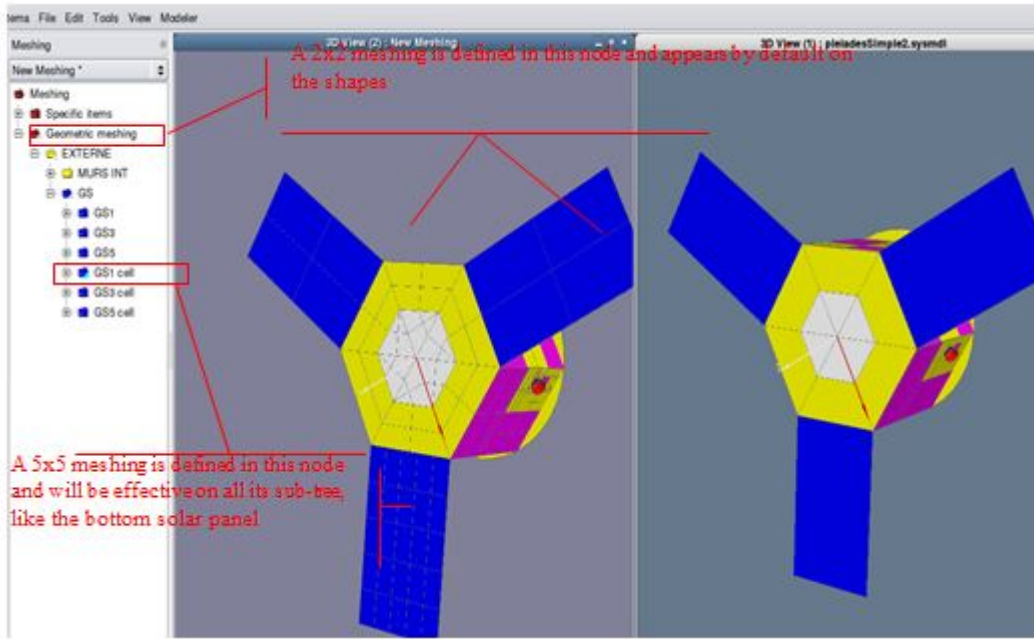 tems File Edit Tools View Modeler
Meshing
3D View (2) : New Meshing
3D View (1) : pleiadesSimple2.sysmdl
A 2x2 meshing is defined in this node and appears by default on
the shapes
New Meshing *
Meshing
Specific items
Geometric meshing
EXTERNE
MURS INT
GS
GS1
GS3
GS5
GS1 cell
GS3 cell
GS5 cell
A 5x5 meshing is defined in this node
and will be effective on all its sub-tree,
like the bottom solar panel